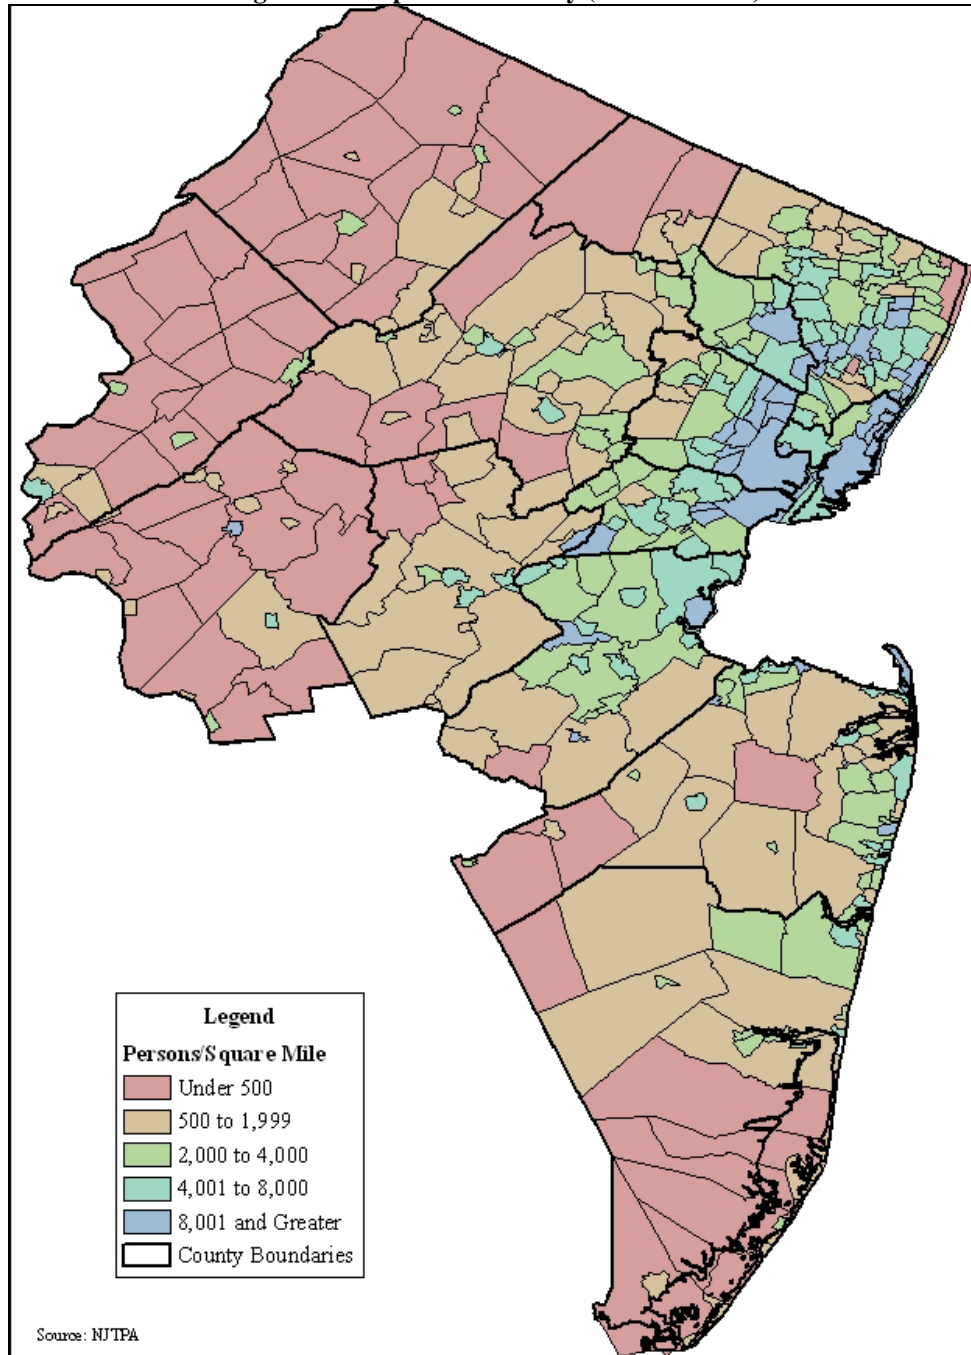 Legend
Persons/Square Mile
Under 500
500 to 1,999
2,000 to 4,000
4,001 to 8,000
8,001 and Greater
County Boundaries
Source: NJTPA